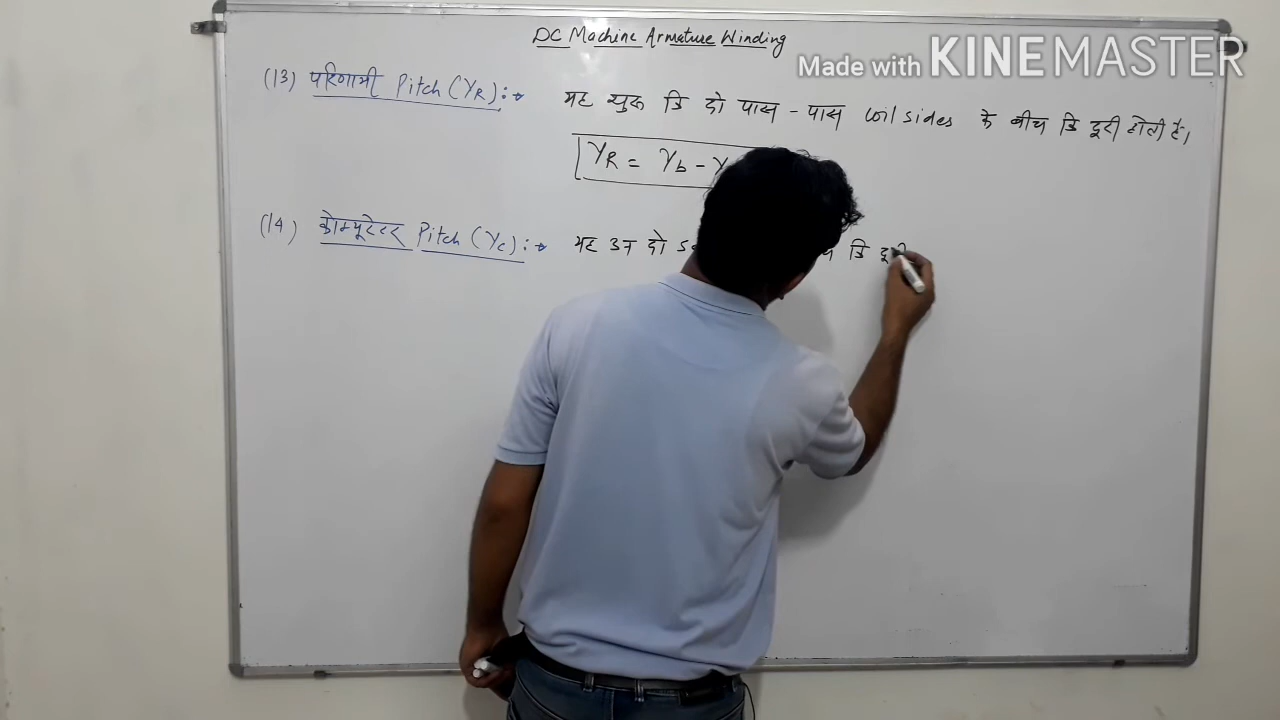 DC Machine Armature Winding
Made with KINEMASTER
(13) परिणामी Pitch (YR) :→ यह शुरू कि दो पास - पास coil sides के बीच कि दूरी होती है।
YR = Yb - Y
(14) कोम्यूटेटर Pitch (Yc) :→ यह उन दो कि